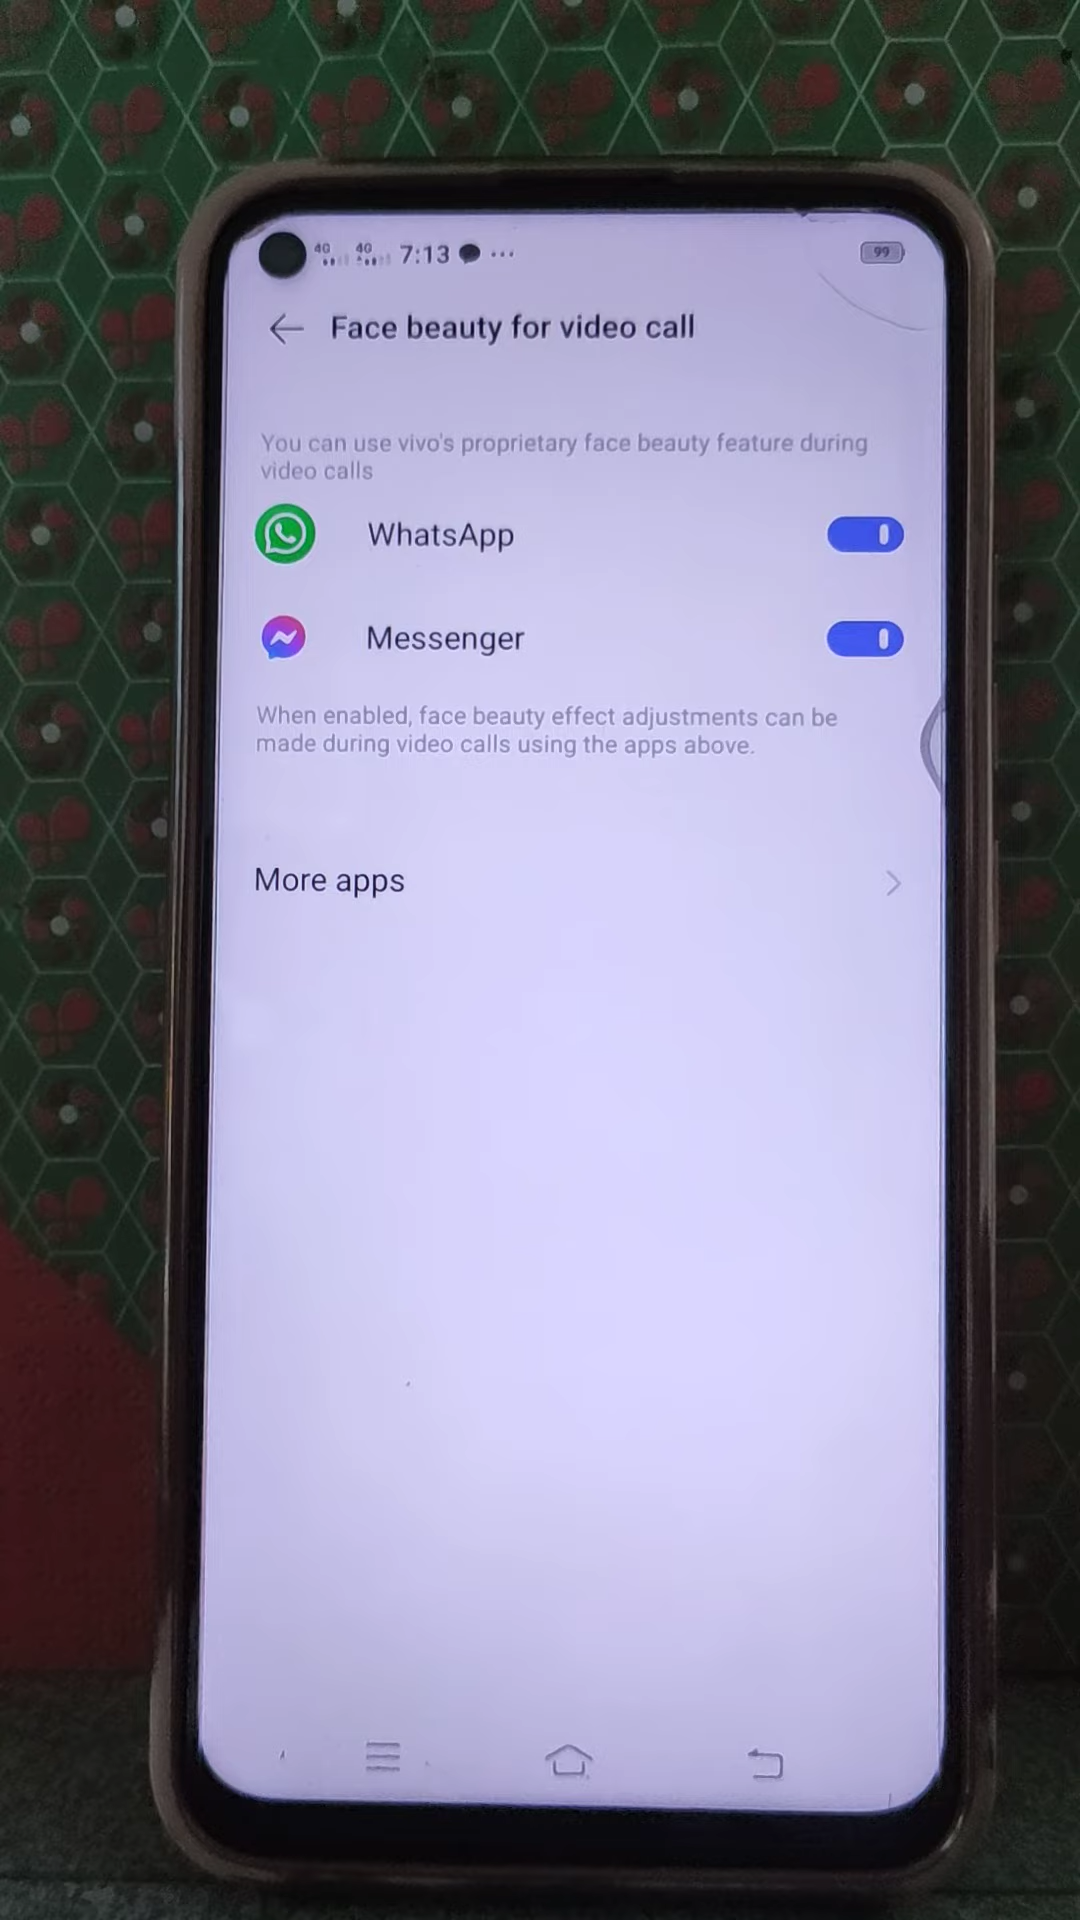 4G 4G 7:13 ... 99
Face beauty for video call
You can use vivo's proprietary face beauty feature during
video calls
WhatsApp
Messenger
When enabled, face beauty effect adjustments can be
made during video calls using the apps above.
More apps